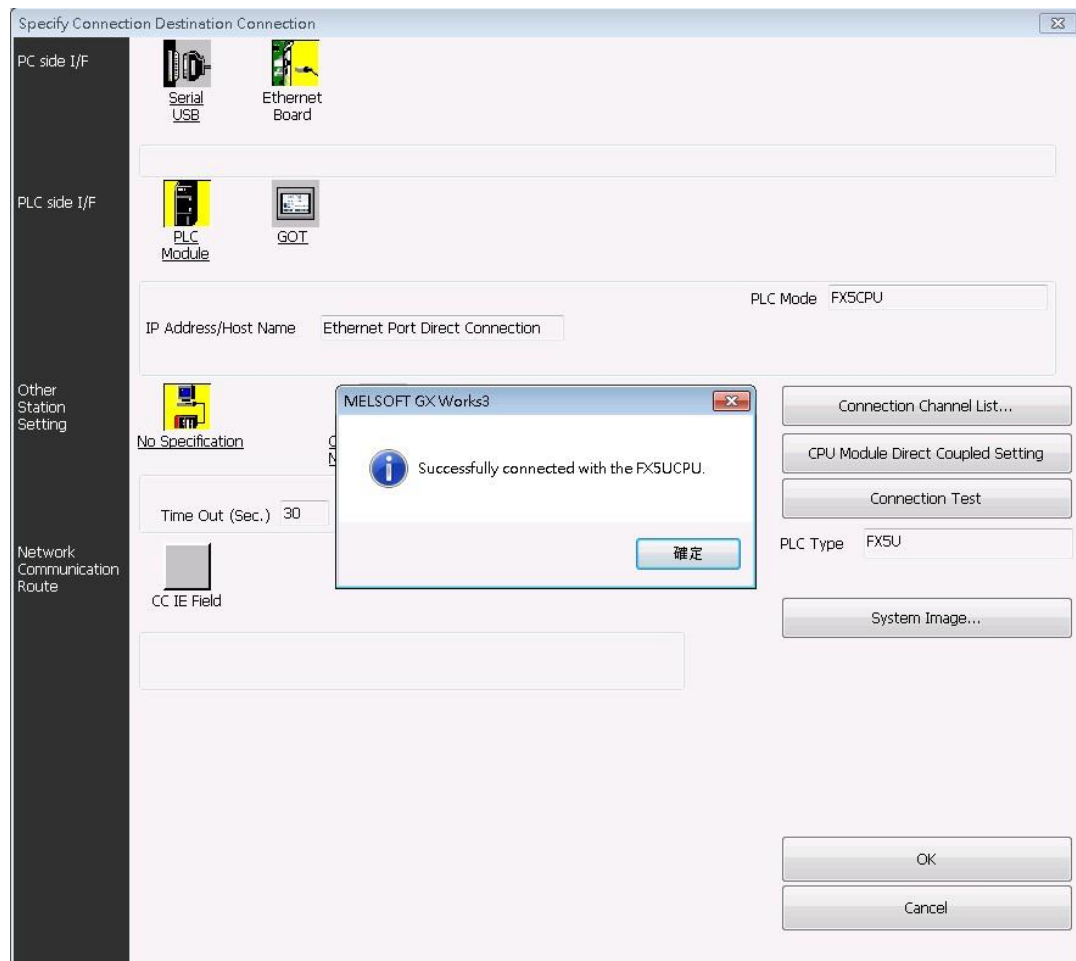 Specify Connection Destination Connection
PC side I/F
Serial
USB
Ethernet
Board
PLC side I/F
PLC
Module
GOT
PLC Mode FX5CPU
IP Address/Host Name Ethernet Port Direct Connection
Other
Station
Setting
No Specification
Time Out (Sec.) 30
MELSOFT GX Works3
Successfully connected with the FX5UCPU.
確定
Connection Channel List...
CPU Module Direct Coupled Setting
Connection Test
PLC Type FX5U
Network
Communication
Route
CC IE Field
System Image...
OK
Cancel